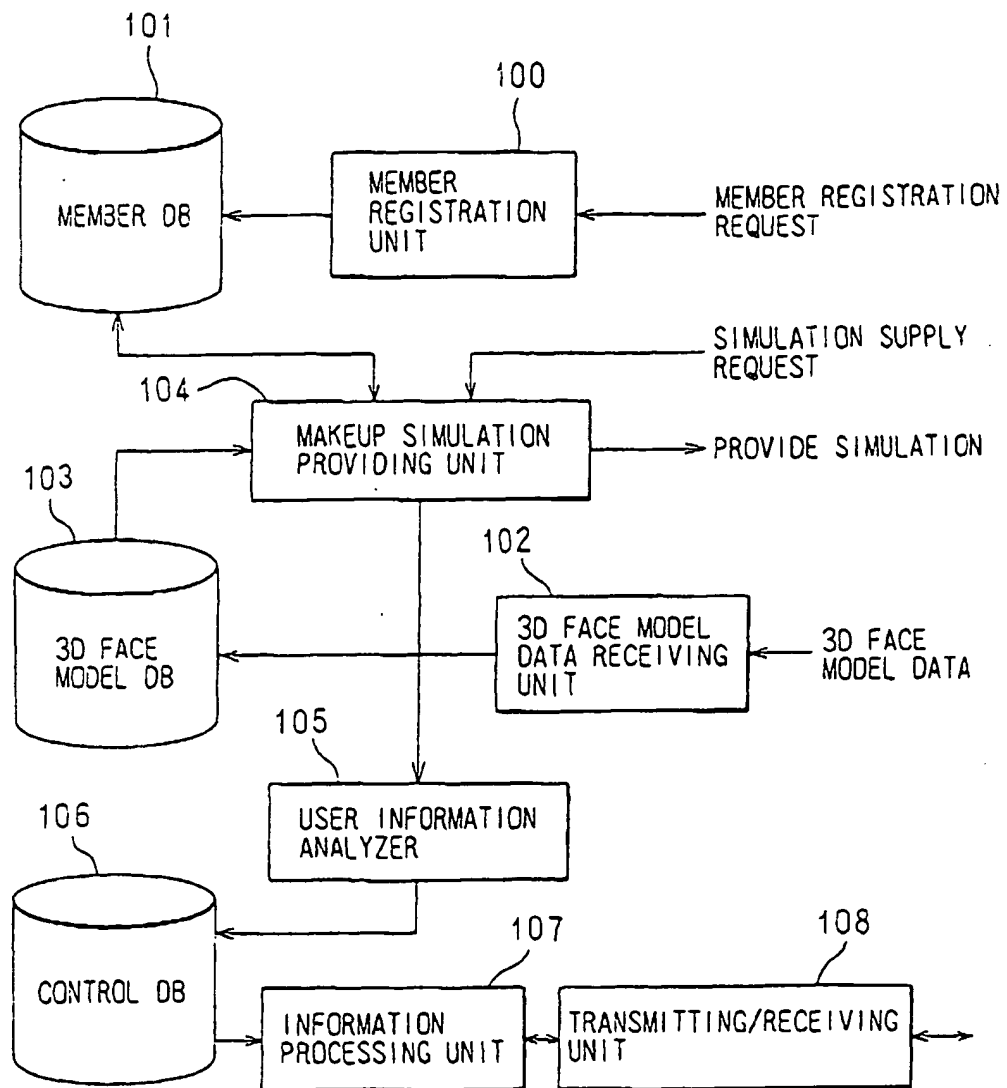 101
100
MEMBER DB
MEMBER
REGISTRATION
UNIT
MEMBER REGISTRATION
REQUEST
SIMULATION SUPPLY
REQUEST
104
MAKEUP SIMULATION
PROVIDING UNIT
PROVIDE SIMULATION
103
102
3D FACE
MODEL DB
3D FACE MODEL
DATA RECEIVING
UNIT
3D FACE
MODEL DATA
105
USER INFORMATION
ANALYZER
106
107
108
CONTROL DB
INFORMATION
PROCESSING UNIT
TRANSMITTING/RECEIVING
UNIT